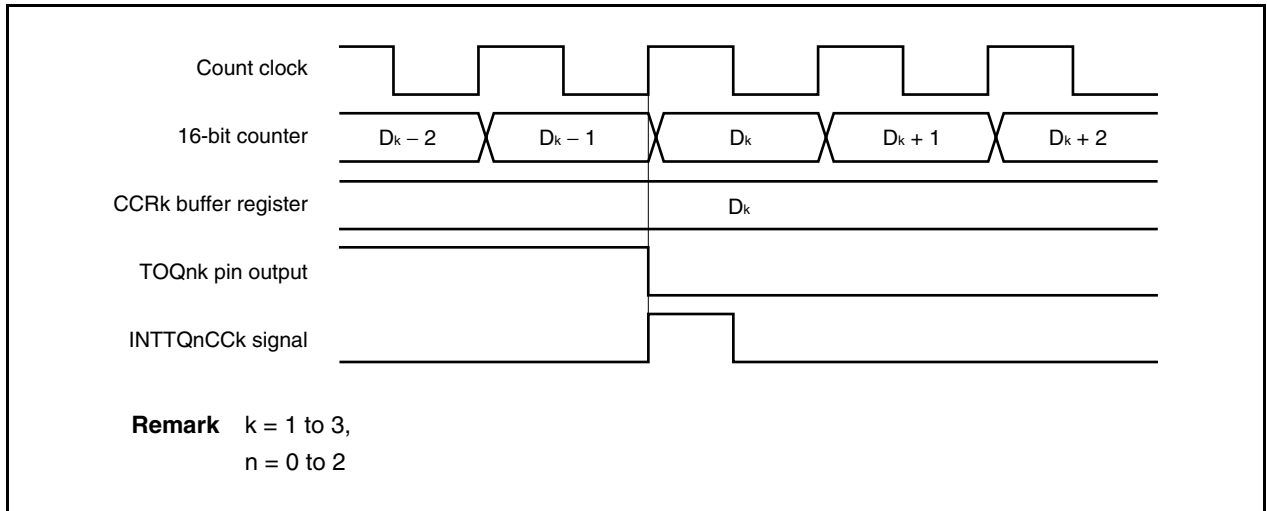 Count clock
16-bit counter
Dk − 2 Dk − 1 Dk Dk + 1 Dk + 2
CCRk buffer register
Dk
TOQnk pin output
INTTQnCCk signal
Remark k = 1 to 3,
n = 0 to 2